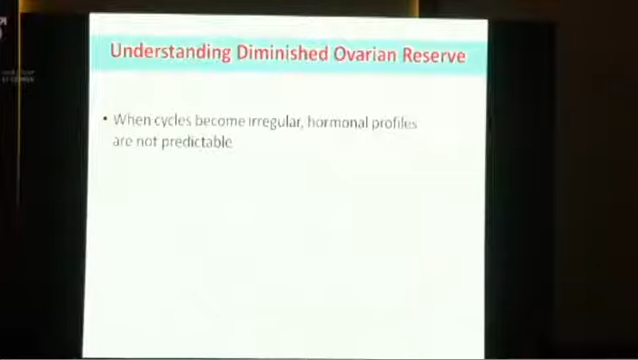 Understanding Diminished Ovarian Reserve
• When cycles become irregular, hormonal profiles
are not predictable